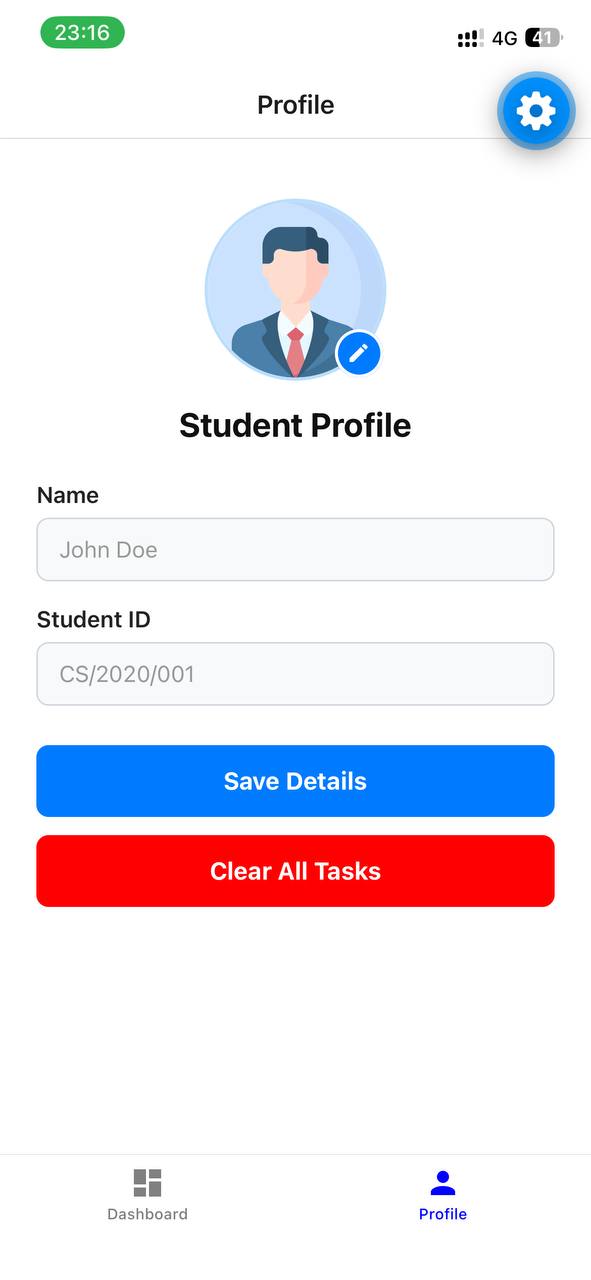 23:16
4G 41
Profile
Student Profile
Name
John Doe
Student ID
CS/2020/001
Save Details
Clear All Tasks
Dashboard
Profile